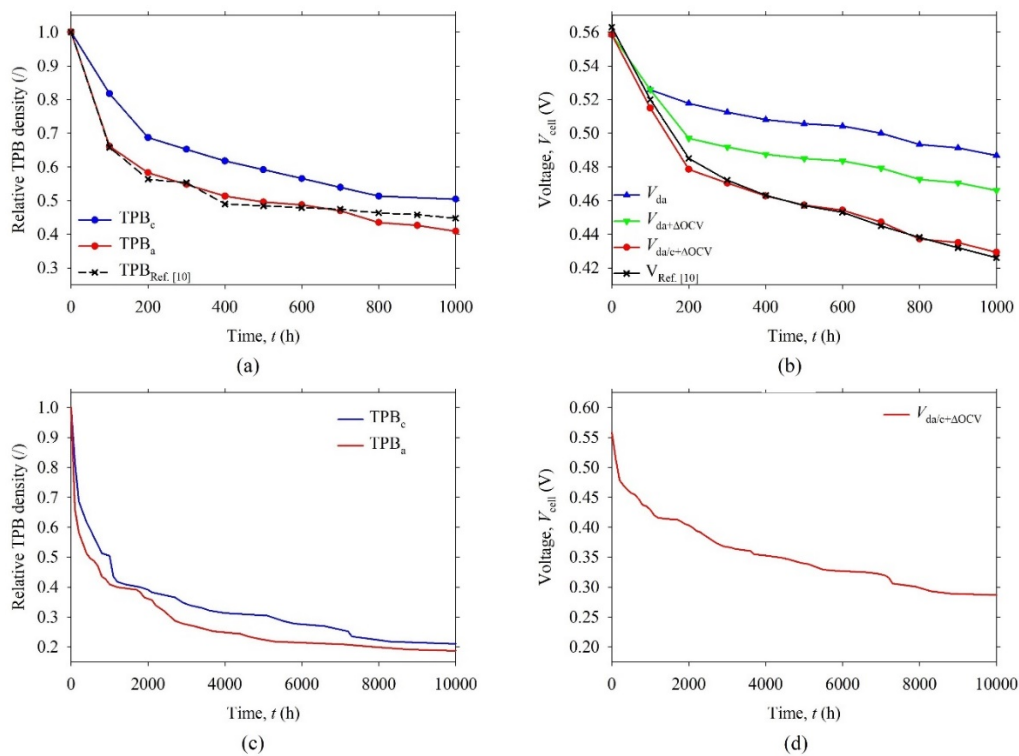 Relative TPB density (/)
1.0
0.9
0.8
0.7
0.6
0.5
0.4
0.3
TPBc
TPBa
TPBRef. [10]
0 200 400 600 800 1000
Time, t (h)
(a)
Voltage, Vcell (V)
0.56
0.54
0.52
0.50
0.48
0.46
0.44
0.42
Vda
Vda+ΔOCV
Vda/c+ΔOCV
VRef. [10]
0 200 400 600 800 1000
Time, t (h)
(b)
Relative TPB density (/)
1.0
0.9
0.8
0.7
0.6
0.5
0.4
0.3
0.2
TPBc
TPBa
0 2000 4000 6000 8000 10000
Time, t (h)
(c)
Voltage, Vcell (V)
0.60
0.55
0.50
0.45
0.40
0.35
0.30
0.25
0.20
Vda/c+ΔOCV
0 2000 4000 6000 8000 10000
Time, t (h)
(d)